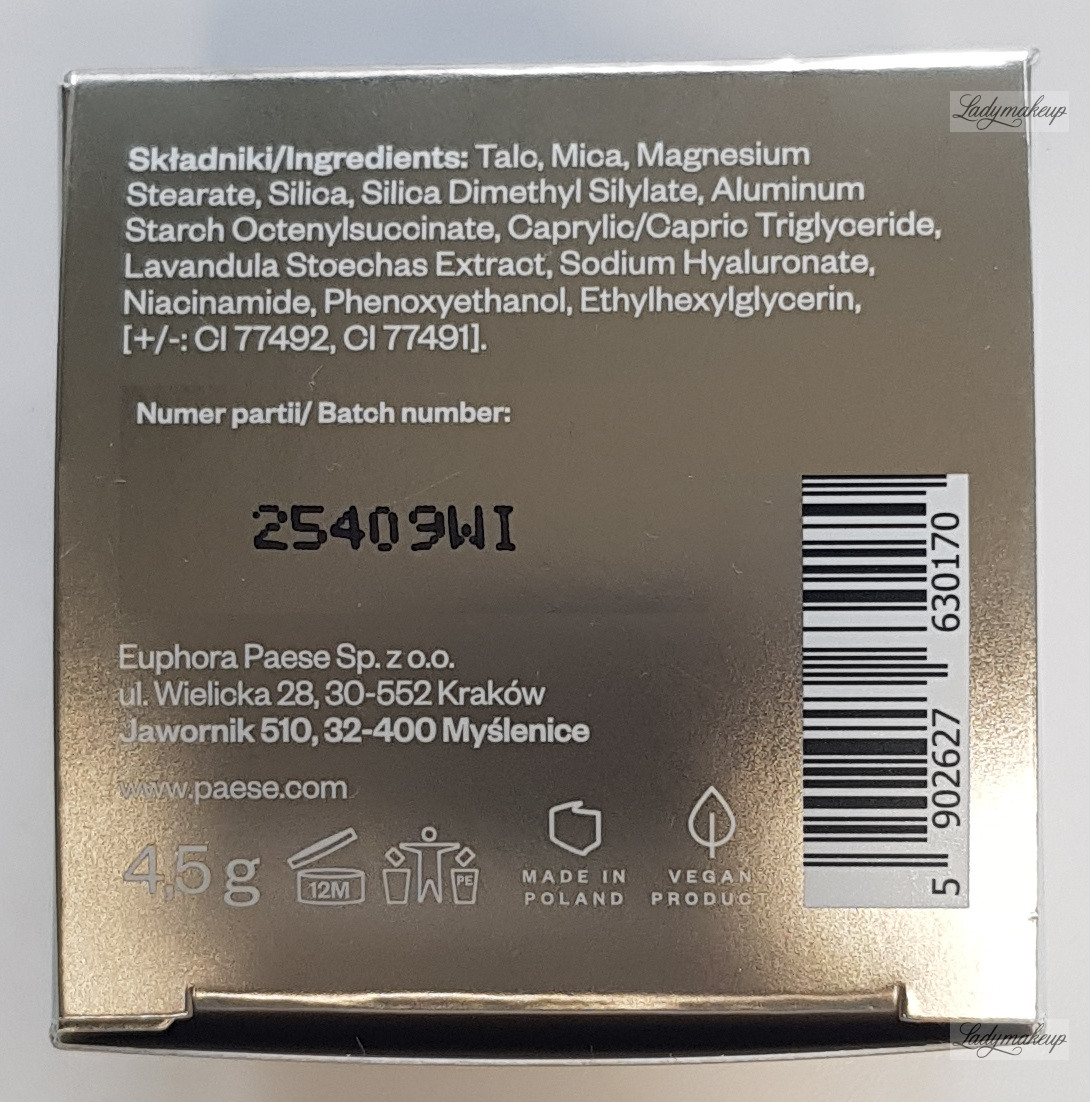 Ladymakeup
Składniki/Ingredients: Talc, Mica, Magnesium
Stearate, Silica, Silica Dimethyl Silylate, Aluminum
Starch Octenylsuccinate, Caprylic/Capric Triglyceride,
Lavandula Stoechas Extract, Sodium Hyaluronate,
Niacinamide, Phenoxyethanol, Ethylhexylglycerin,
[+/-: CI 77492, CI 77491].
Numer partii/ Batch number:
25409WI
Euphora Paese Sp. z o.o.
ul. Wielicka 28, 30-552 Kraków
Jawornik 510, 32-400 Myślenice
www.paese.com
4,5 g
12M
PE
MADE IN
POLAND
VEGAN
PRODUCT
5 902627 630170
Ladymakeup